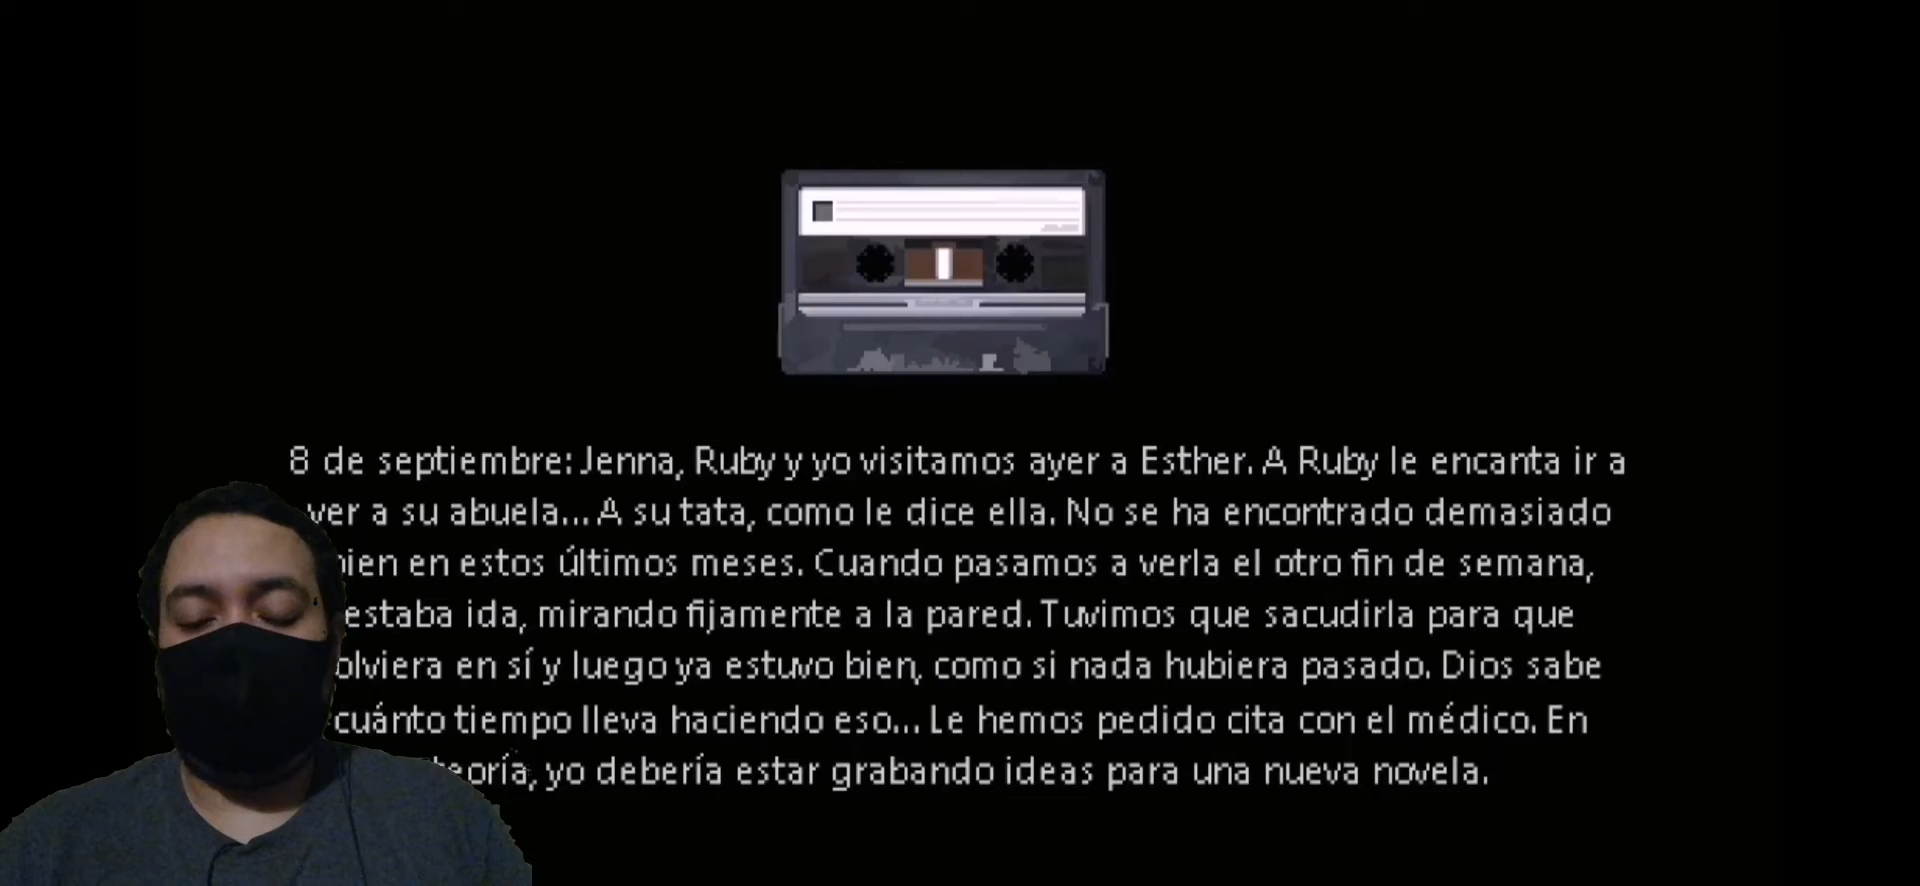 8 de septiembre: Jenna, Ruby y yo visitamos ayer a Esther. A Ruby le encanta ir a
ver a su abuela... A su tata, como le dice ella. No se ha encontrado demasiado
bien en estos últimos meses. Cuando pasamos a verla el otro fin de semana,
estaba ida, mirando fijamente a la pared. Tuvimos que sacudirla para que
volviera en sí y luego ya estuvo bien, como si nada hubiera pasado. Dios sabe
cuánto tiempo lleva haciendo eso... Le hemos pedido cita con el médico. En
teoría, yo debería estar grabando ideas para una nueva novela.